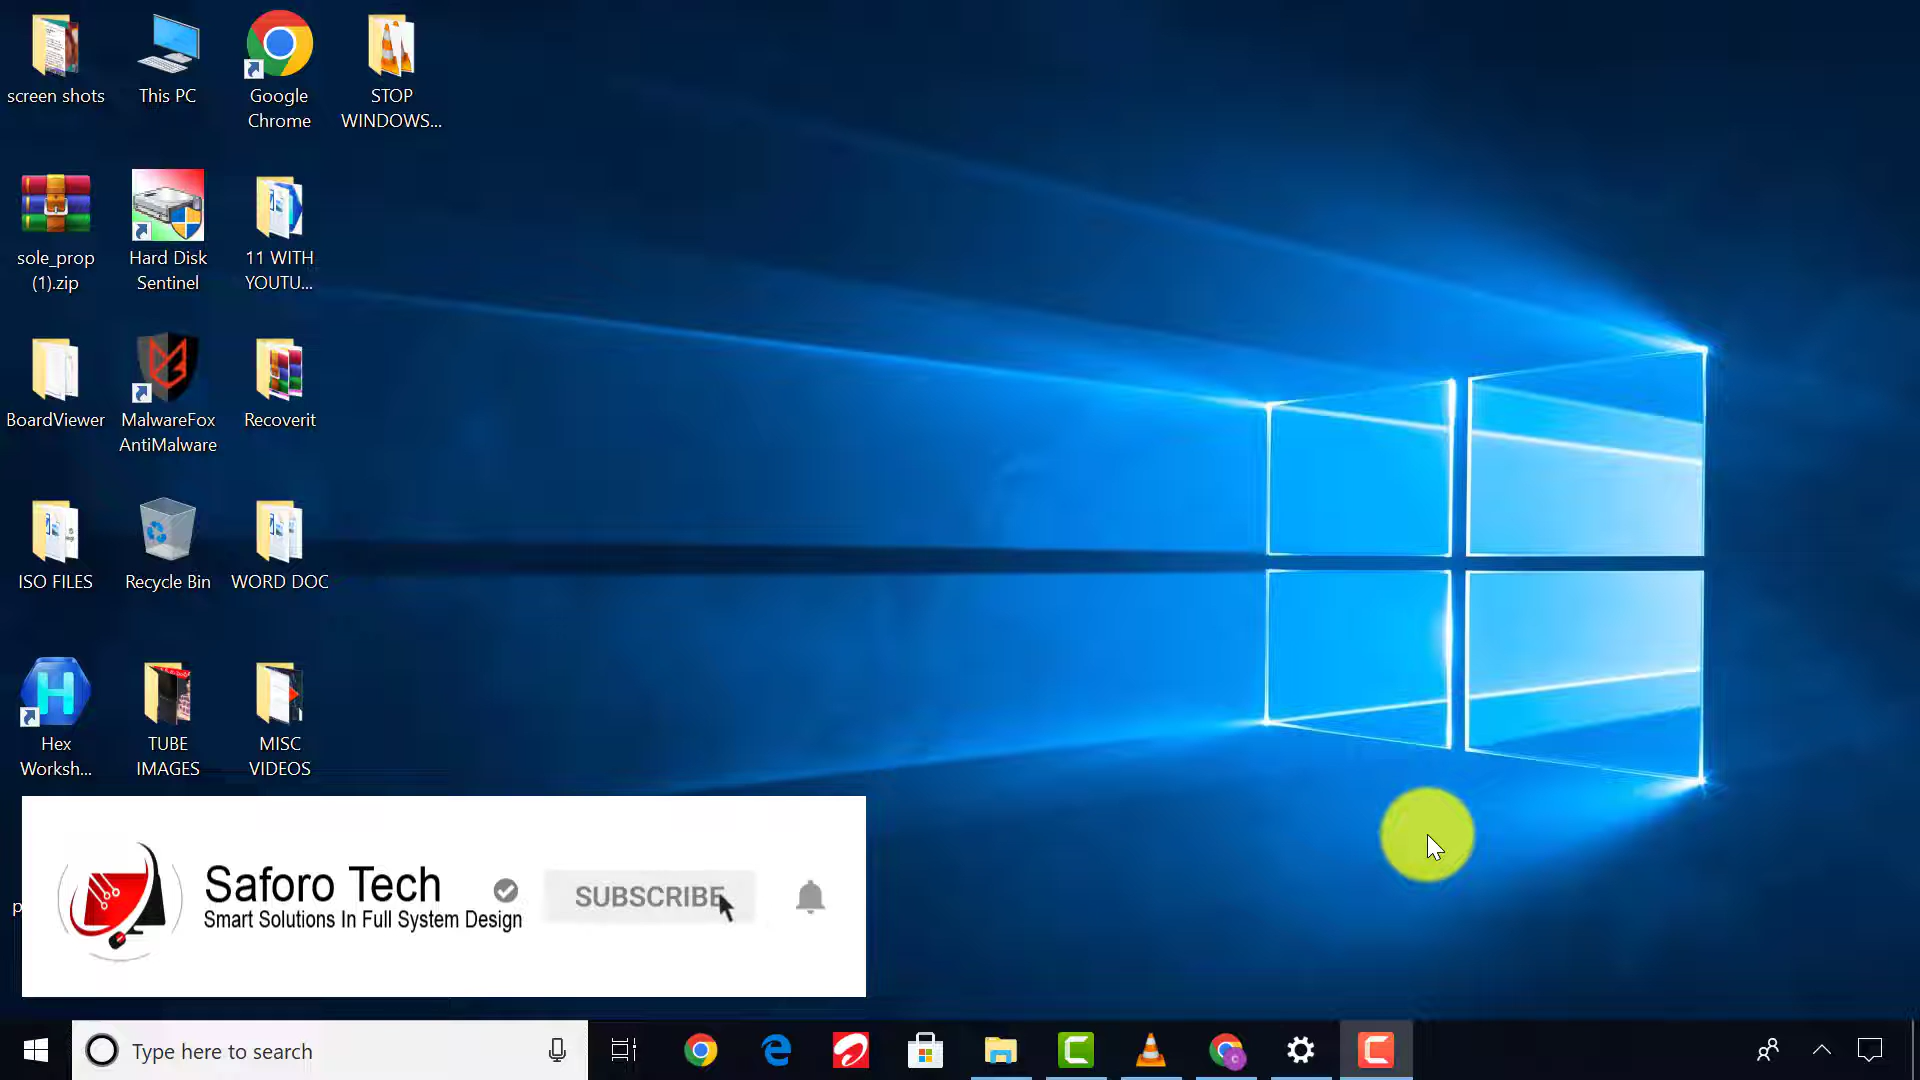 screen shots
This PC
Google
Chrome
STOP
WINDOWS...
sole_prop
(1).zip
Hard Disk
Sentinel
11 WITH
YOUTU...
BoardViewer
MalwareFox
AntiMalware
Recoverit
ISO FILES
Recycle Bin
WORD DOC
Hex
Worksh...
TUBE
IMAGES
MISC
VIDEOS
p
Saforo Tech
Smart Solutions In Full System Design
SUBSCRIBE
Type here to search